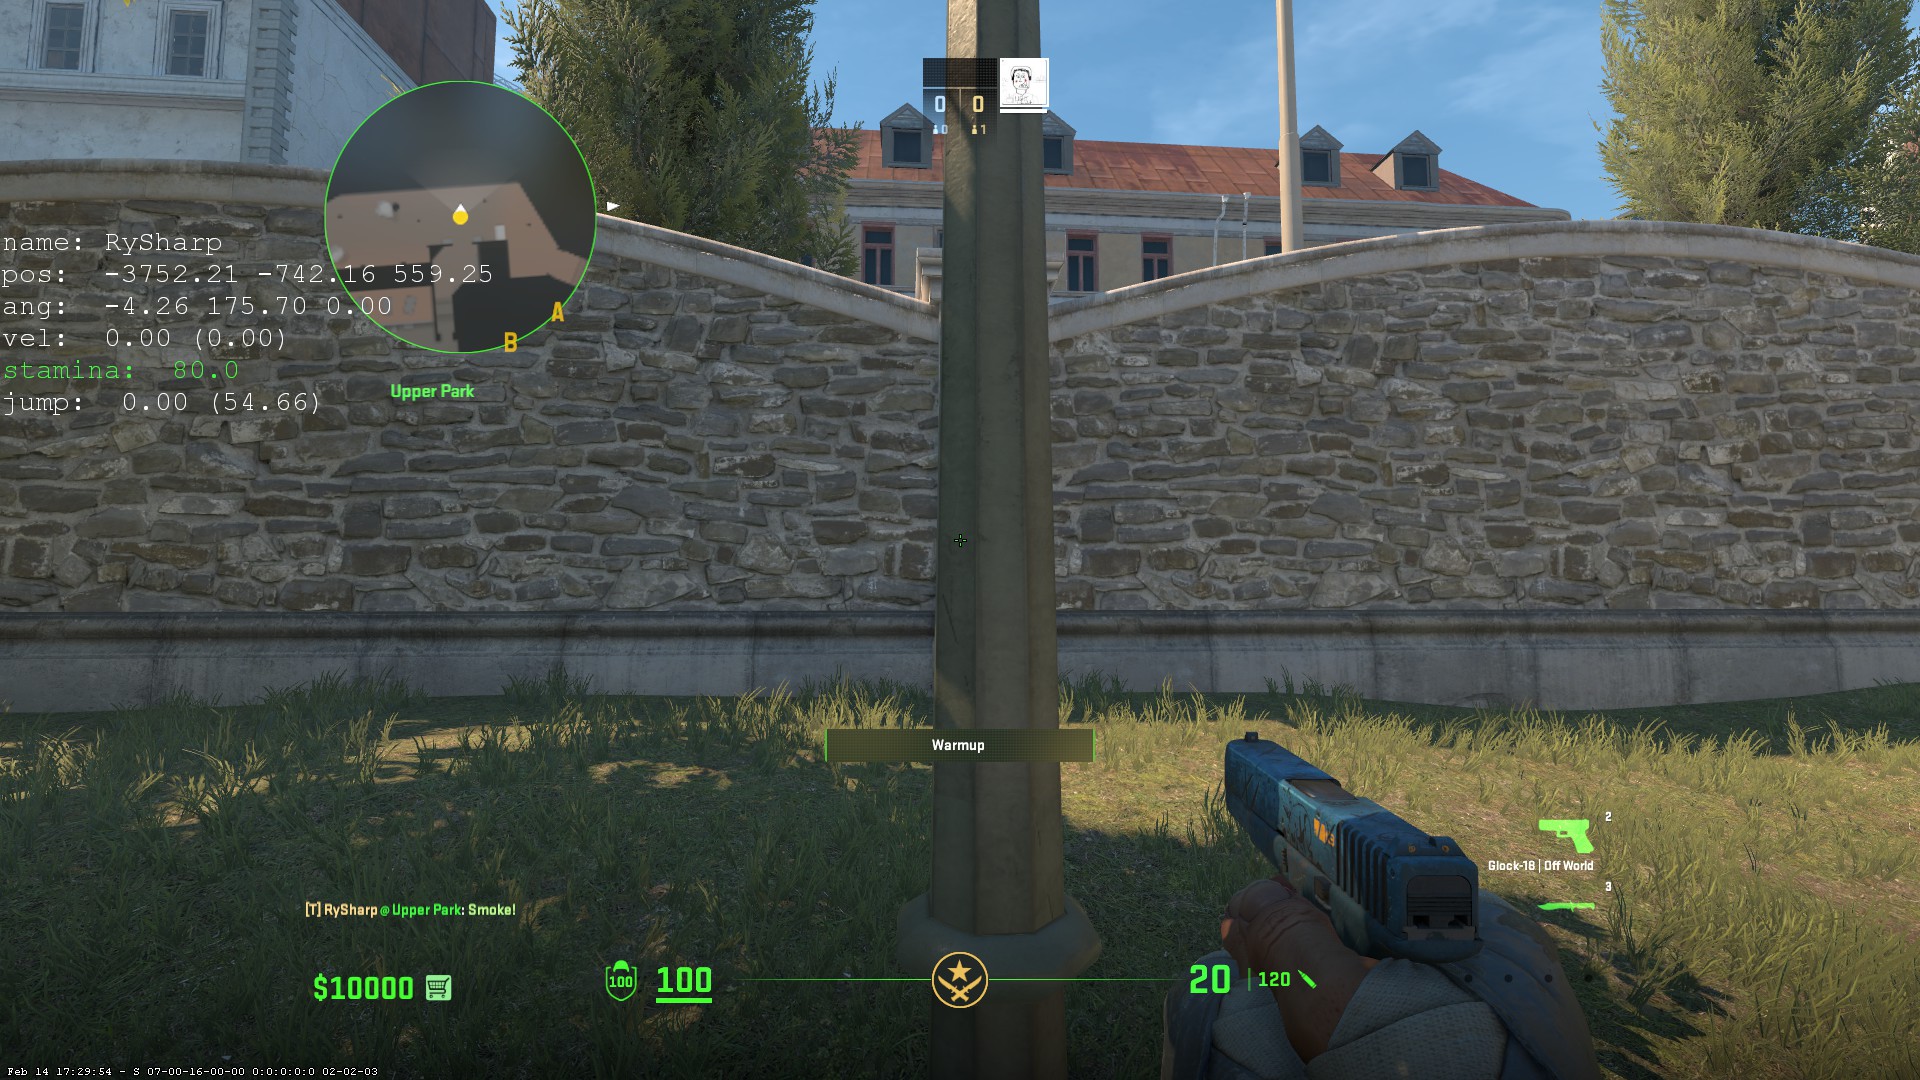 0 0
0 1
name: RySharp
pos: -3752.21 -742.16 559.25
ang: -4.26 175.70 0.00
vel: 0.00 (0.00)
stamina: 80.0
jump: 0.00 (54.66)
A
B
Upper Park
Warmup
2
Glock-18 | Off World
3
[T] RySharp @ Upper Park: Smoke!
$10000
100
100
20 | 120
Feb 14 17:29:54 - S 07-00-16-00-00 0:0:0:0:0 02-02-03